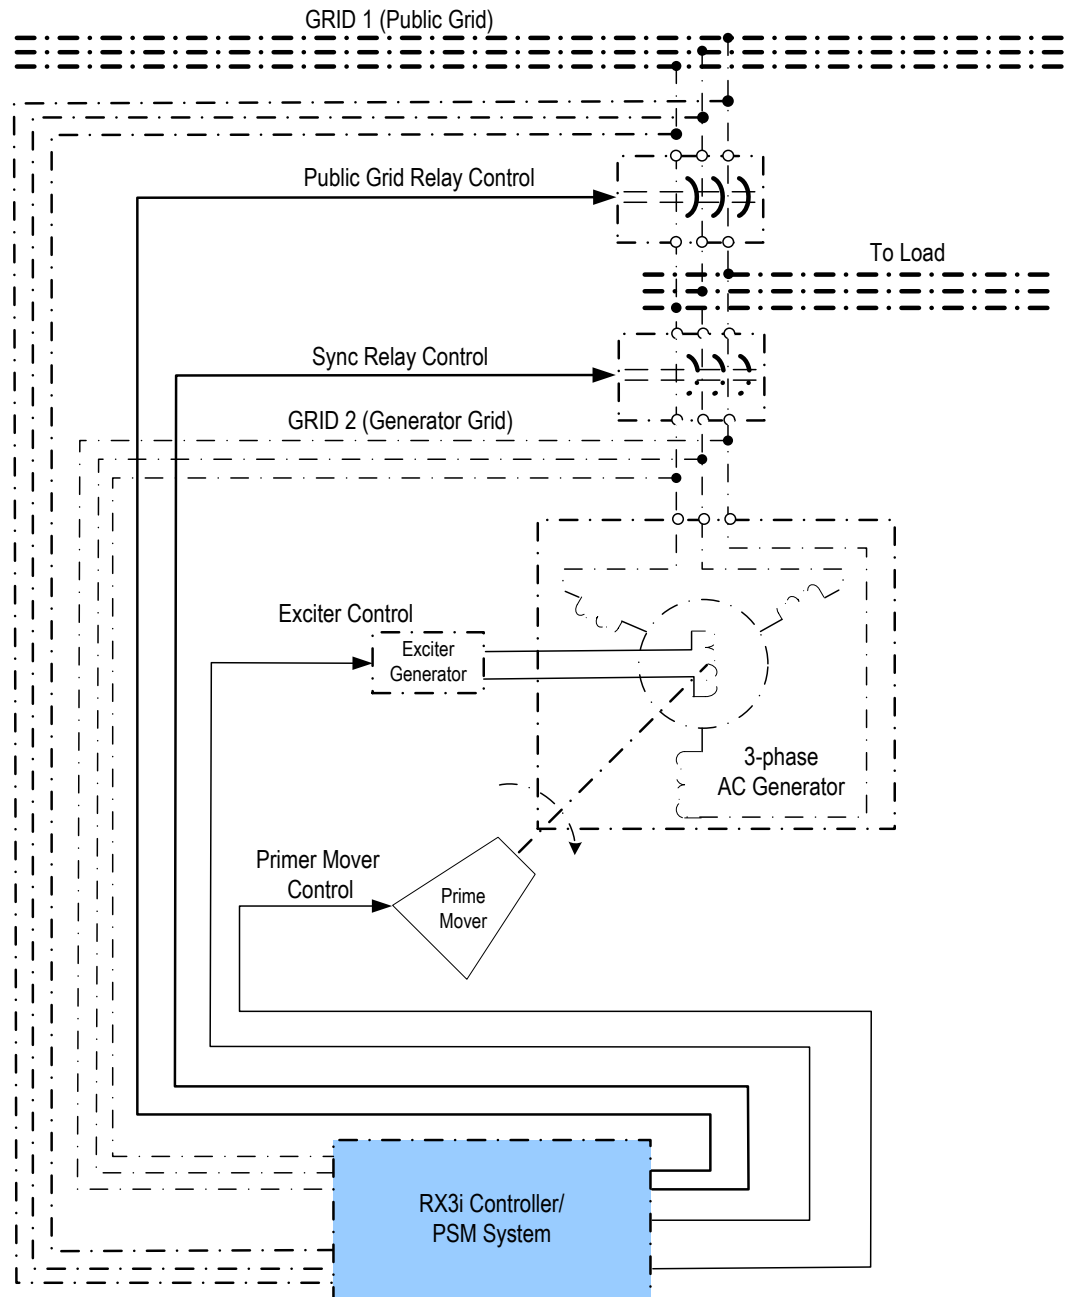 GRID 1 (Public Grid)
Public Grid Relay Control
To Load
Sync Relay Control
GRID 2 (Generator Grid)
Exciter Control
Exciter
Generator
3-phase
AC Generator
Primer Mover
Control
Prime
Mover
RX3i Controller/
PSM System